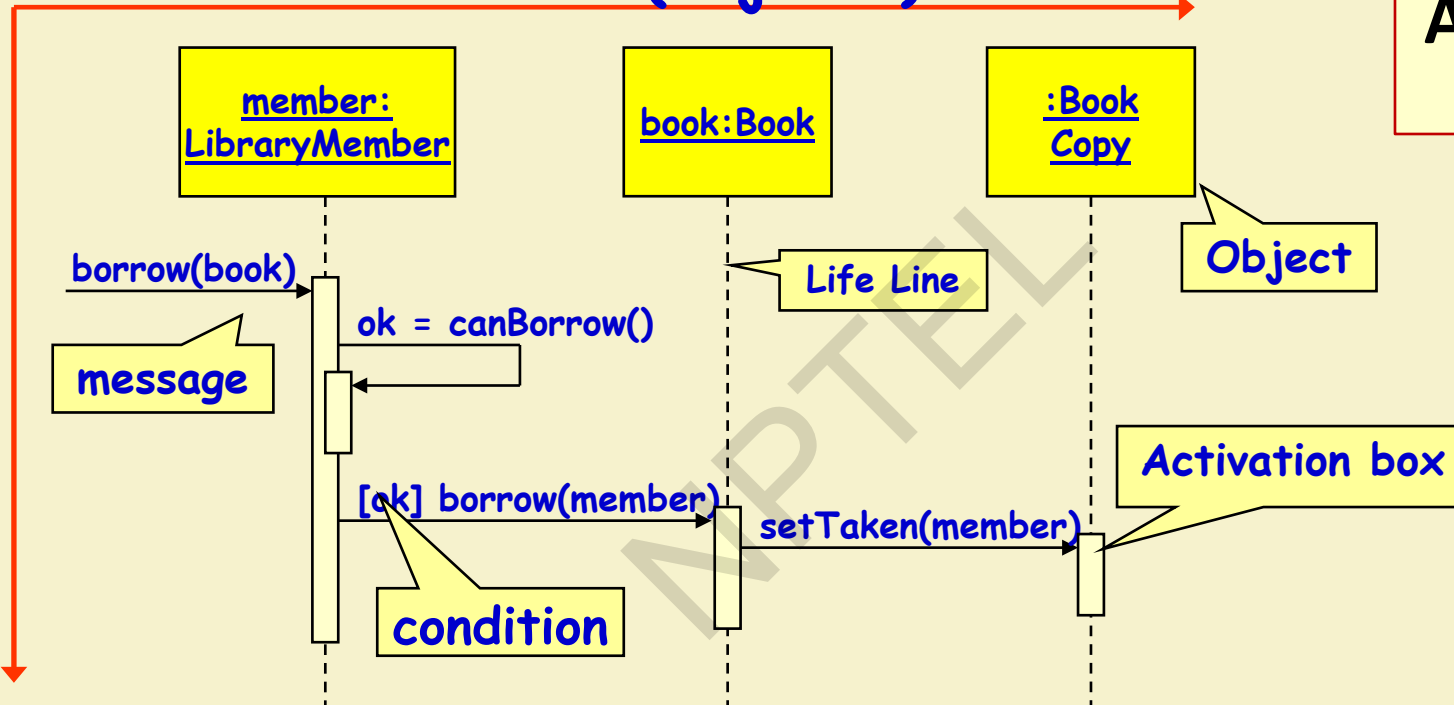 member:
LibraryMember
book:Book
:Book
Copy
Object
borrow(book)
Life Line
ok = canBorrow()
message
Activation box
[ok] borrow(member)
setTaken(member)
condition
NPTEL